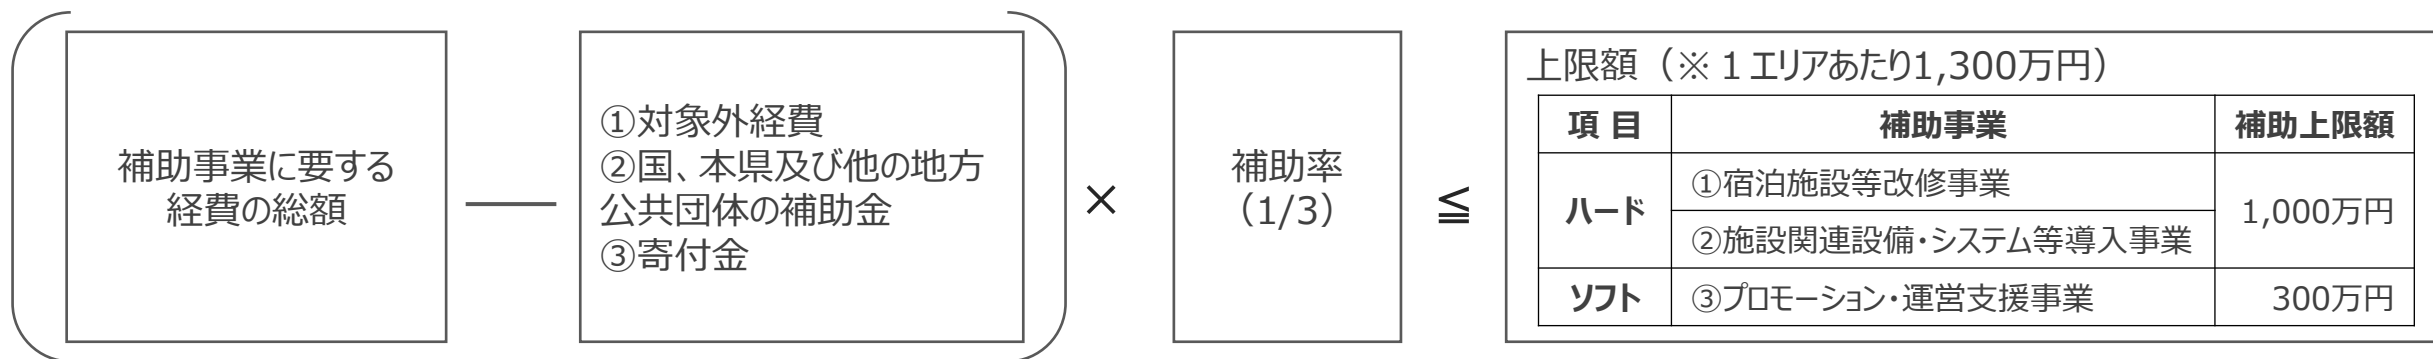 補助事業に要する
経費の総額
①対象外経費
②国、本県及び他の地方
公共団体の補助金
③寄付金
×
補助率
(1/3)
≦
上限額（※１エリアあたり1,300万円）
項 目 補助事業 補助上限額
ハード ①宿泊施設等改修事業 1,000万円
②施設関連設備・システム等導入事業
ソフト ③プロモーション・運営支援事業 300万円